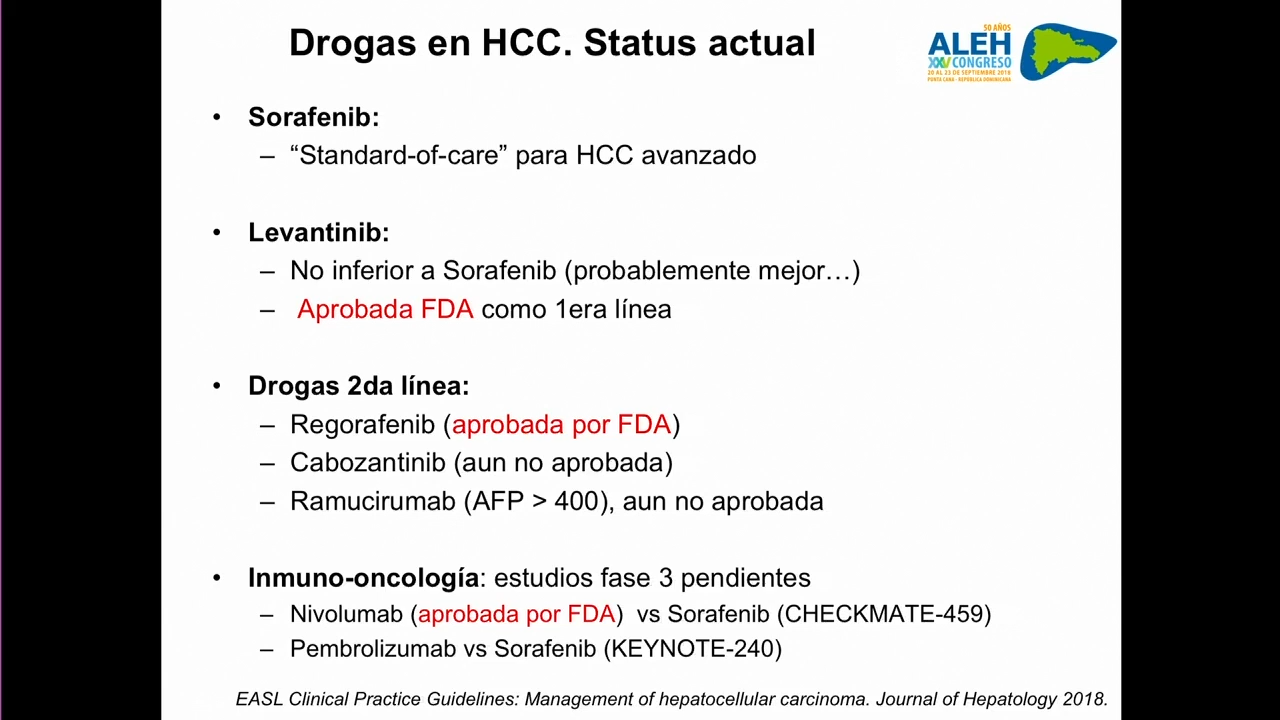 Drogas en HCC. Status actual
50 AÑOS
ALEH
XXV CONGRESO
20 AL 23 DE SEPTIEMBRE 2018
PUNTA CANA - REPÚBLICA DOMINICANA
• Sorafenib:
– “Standard-of-care” para HCC avanzado
• Levantinib:
– No inferior a Sorafenib (probablemente mejor…)
– Aprobada FDA como 1era línea
• Drogas 2da línea:
– Regorafenib (aprobada por FDA)
– Cabozantinib (aun no aprobada)
– Ramucirumab (AFP > 400), aun no aprobada
• Inmuno-oncología: estudios fase 3 pendientes
– Nivolumab (aprobada por FDA) vs Sorafenib (CHECKMATE-459)
– Pembrolizumab vs Sorafenib (KEYNOTE-240)
EASL Clinical Practice Guidelines: Management of hepatocellular carcinoma. Journal of Hepatology 2018.